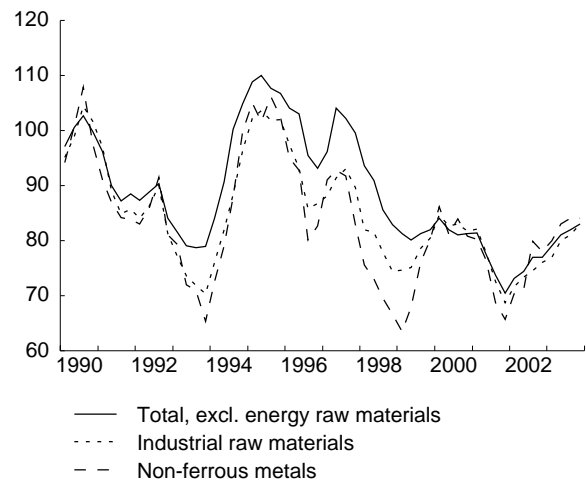 120
110
100
90
80
70
60
1990 1992 1994 1996 1998 2000 2002
Total, excl. energy raw materials
Industrial raw materials
Non-ferrous metals